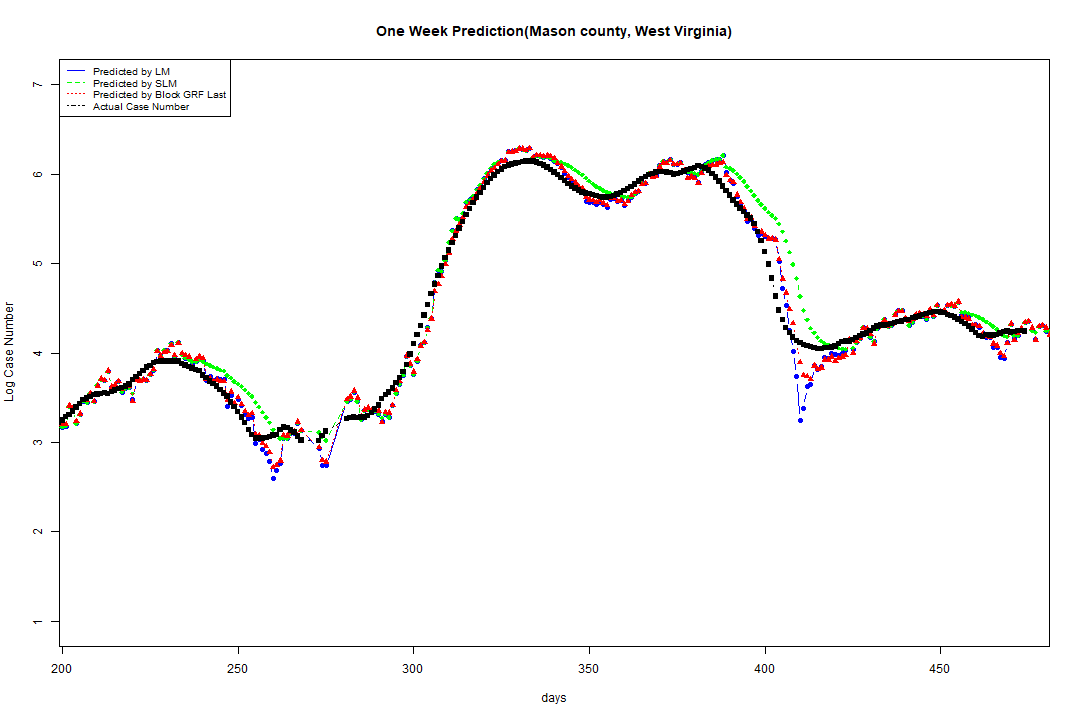 One Week Prediction(Mason county, West Virginia)
Predicted by LM
Predicted by SLM
Predicted by Block GRF Last
Actual Case Number
7
6
5
4
3
2
1
Log Case Number
200 250 300 350 400 450
days